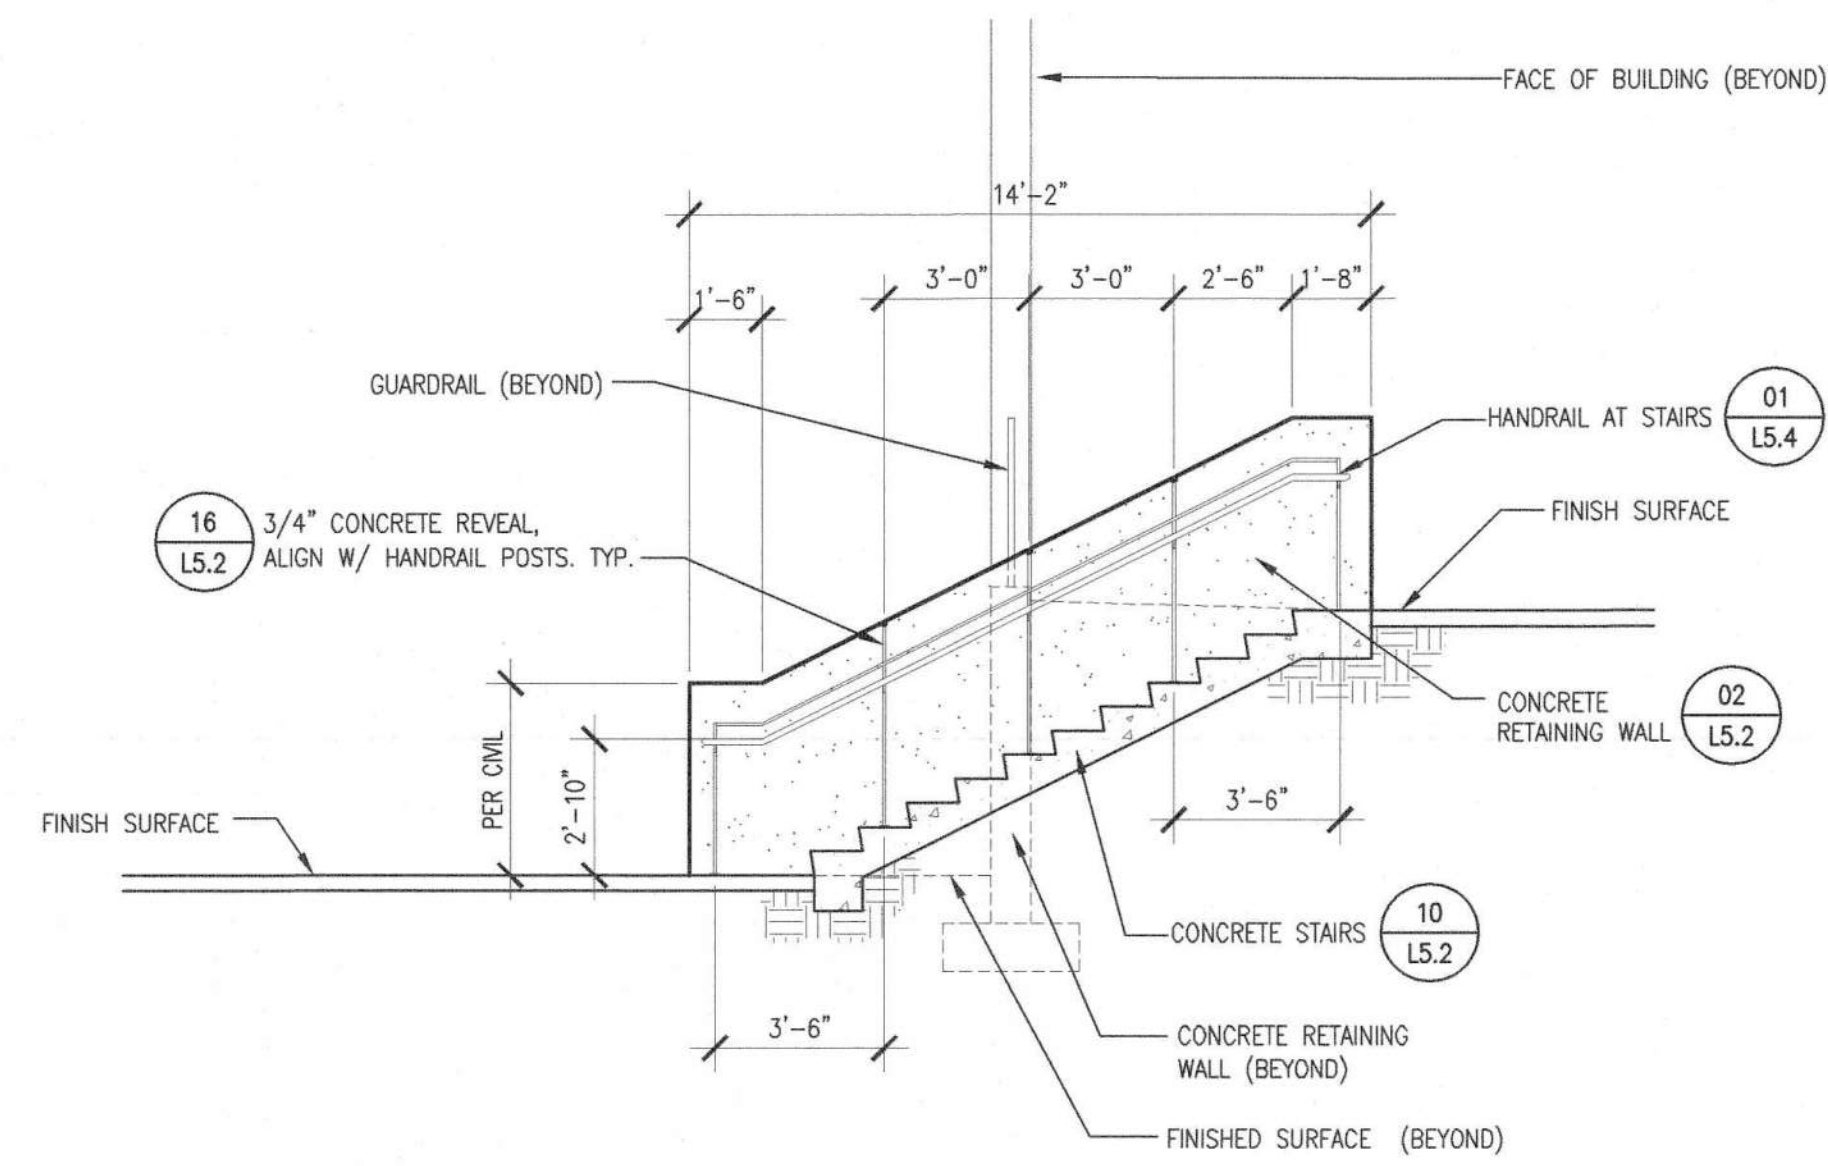 FACE OF BUILDING (BEYOND)
14'-2"
3'-0"
3'-0"
2'-6"
1'-8"
1'-6"
GUARDRAIL (BEYOND)
HANDRAIL AT STAIRS
01
L5.4
16
L5.2
3/4" CONCRETE REVEAL,
ALIGN W/ HANDRAIL POSTS. TYP.
FINISH SURFACE
CONCRETE
RETAINING WALL
02
L5.2
PER CIVIL
2'-10"
3'-6"
FINISH SURFACE
CONCRETE STAIRS
10
L5.2
3'-6"
CONCRETE RETAINING
WALL (BEYOND)
FINISHED SURFACE (BEYOND)